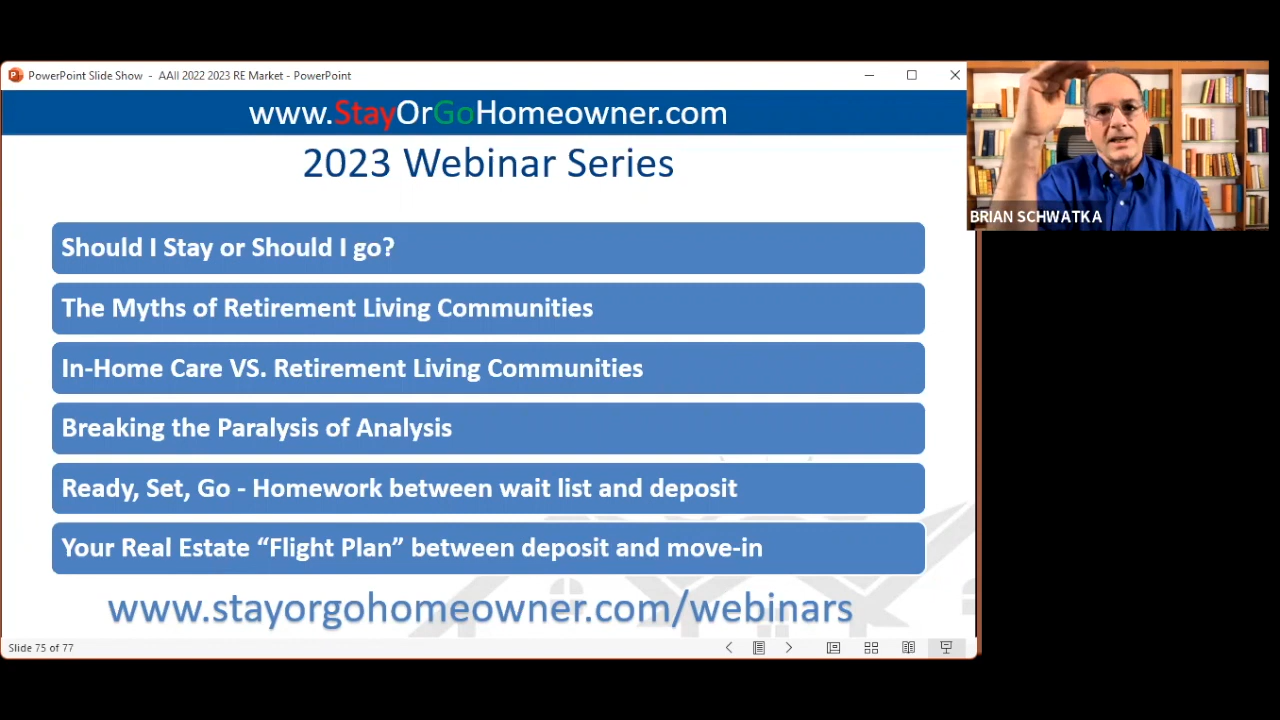 PowerPoint Slide Show - AAII 2022 2023 RE Market - PowerPoint
www.StayOrGoHomeowner.com
2023 Webinar Series
Should I Stay or Should I go?
The Myths of Retirement Living Communities
In-Home Care VS. Retirement Living Communities
Breaking the Paralysis of Analysis
Ready, Set, Go - Homework between wait list and deposit
Your Real Estate “Flight Plan” between deposit and move-in
www.stayorgohomeowner.com/webinars
Slide 75 of 77
BRIAN SCHWATKA